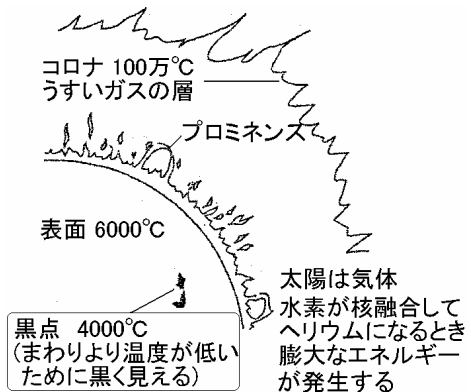 コロナ 100万℃
うすいガスの層
プロミネンス
表面 6000℃
黒点 4000℃
(まわりより温度が低い
ために黒く見える)
太陽は気体
水素が核融合して
ヘリウムになるとき
膨大なエネルギー
が発生する